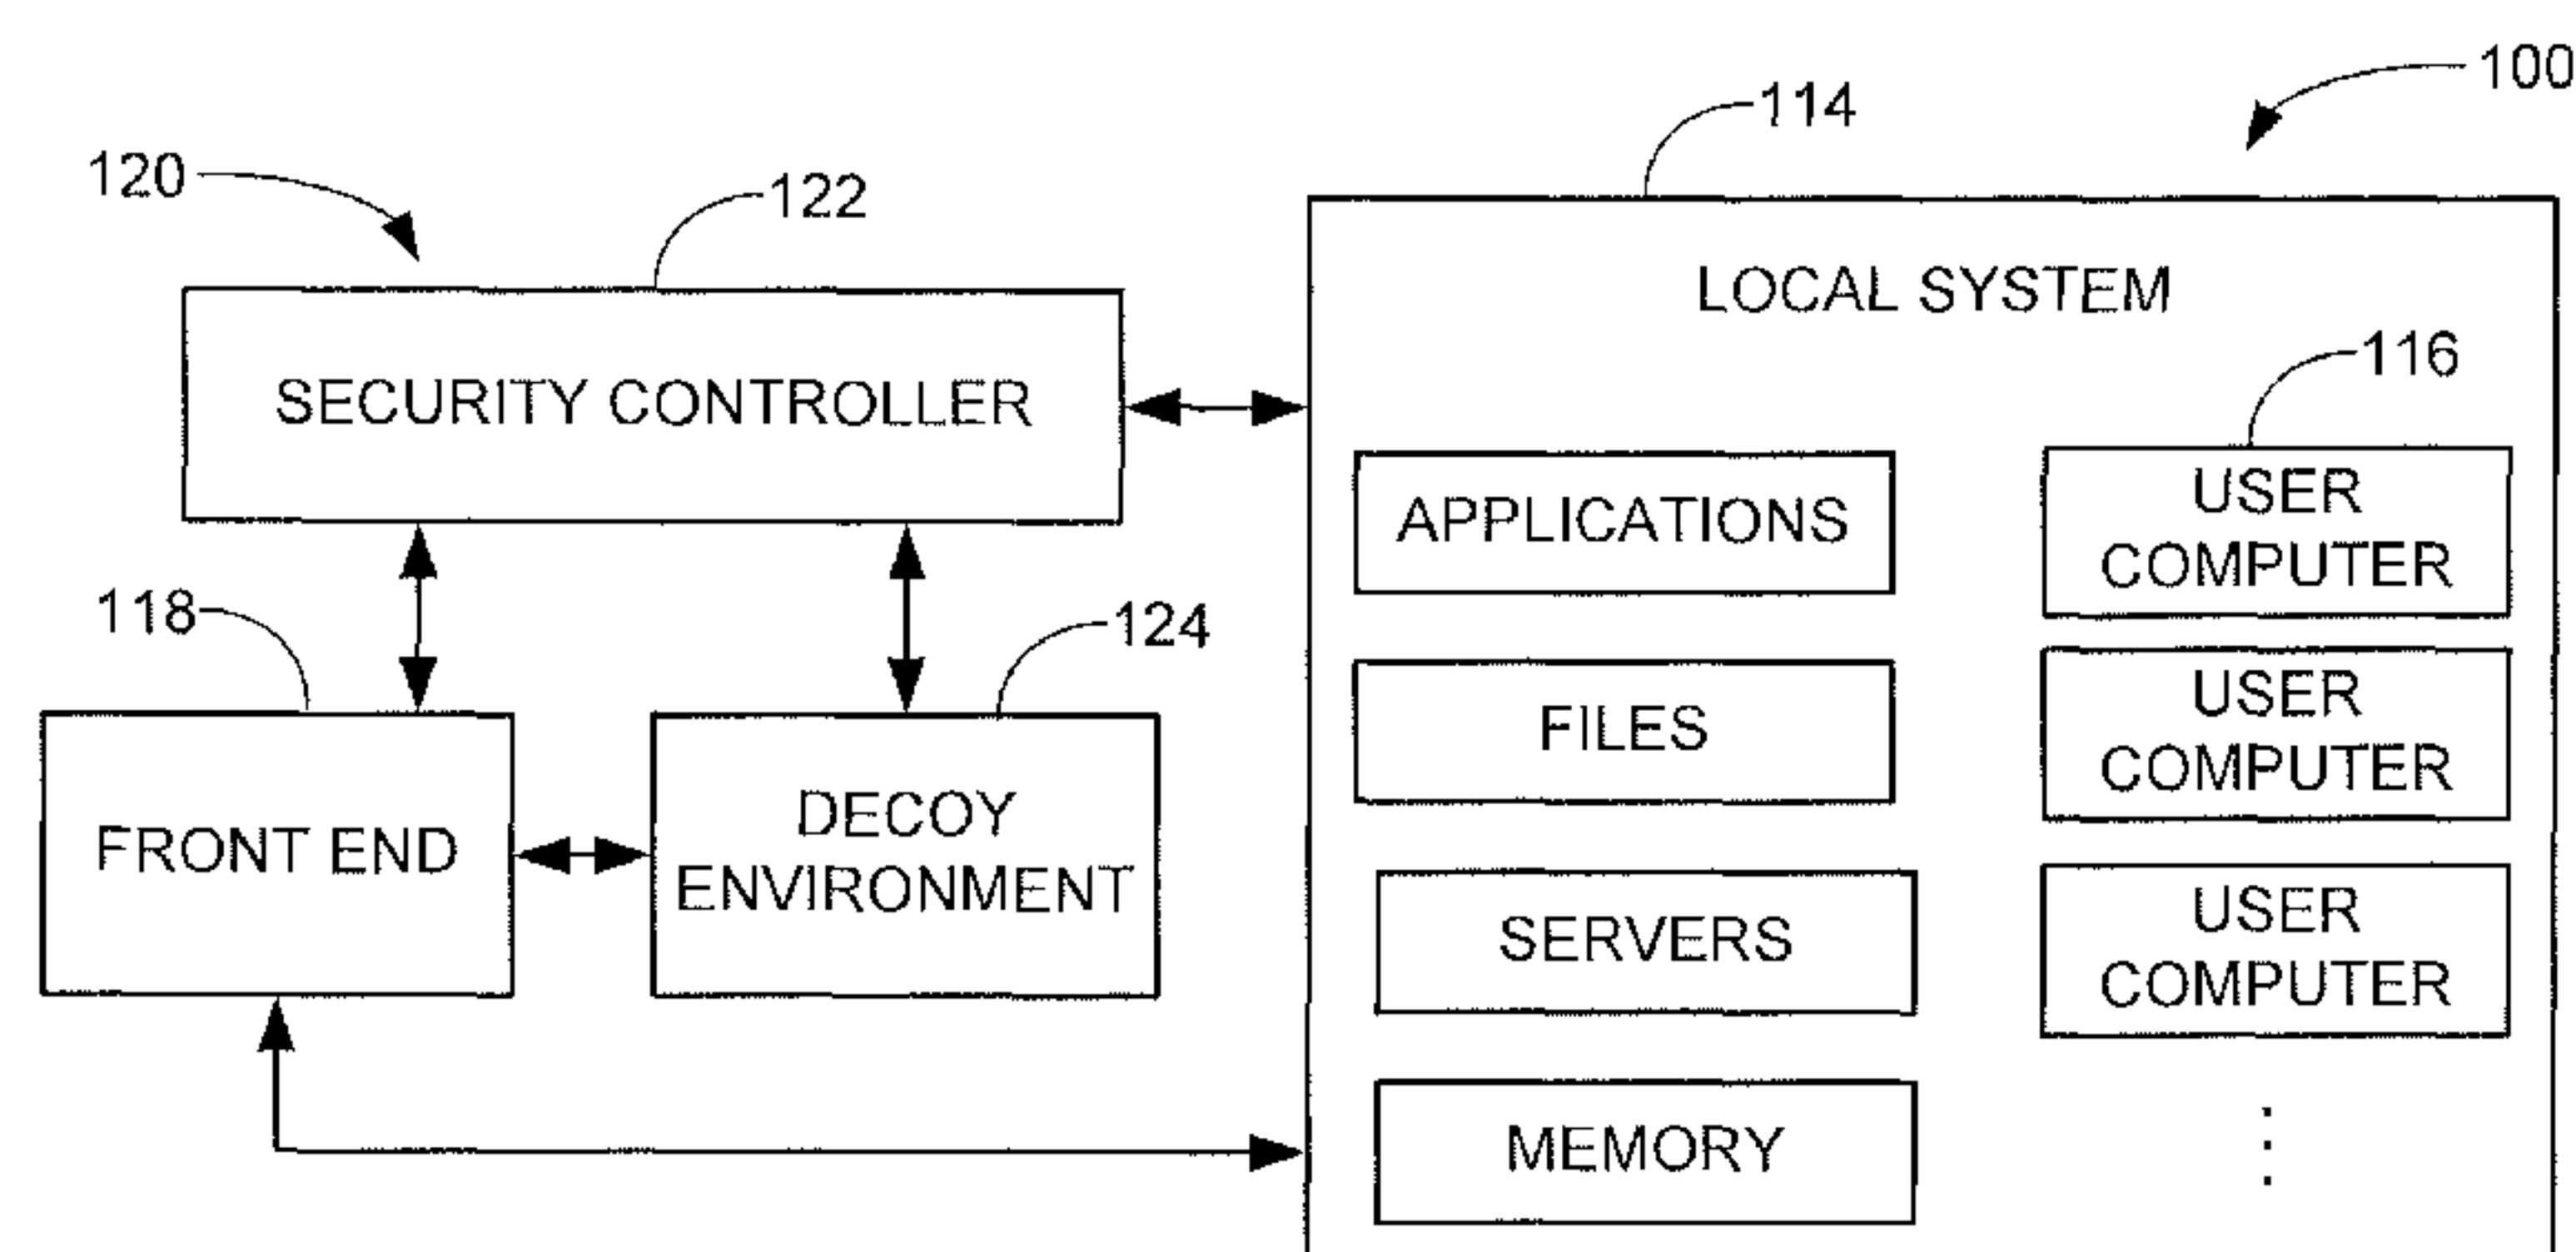 100
114
120
122
LOCAL SYSTEM
116
SECURITY CONTROLLER
APPLICATIONS
USER
COMPUTER
118
124
FILES
USER
COMPUTER
FRONT END
DECOY
ENVIRONMENT
SERVERS
USER
COMPUTER
MEMORY